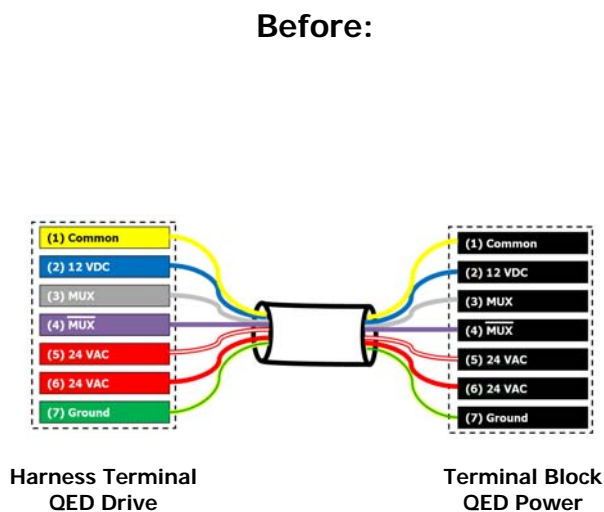 Before:
(1) Common
(2) 12 VDC
(3) MUX
(4) M̅U̅X̅
(5) 24 VAC
(6) 24 VAC
(7) Ground
(1) Common
(2) 12 VDC
(3) MUX
(4) M̅U̅X̅
(5) 24 VAC
(6) 24 VAC
(7) Ground
Harness Terminal
QED Drive
Terminal Block
QED Power